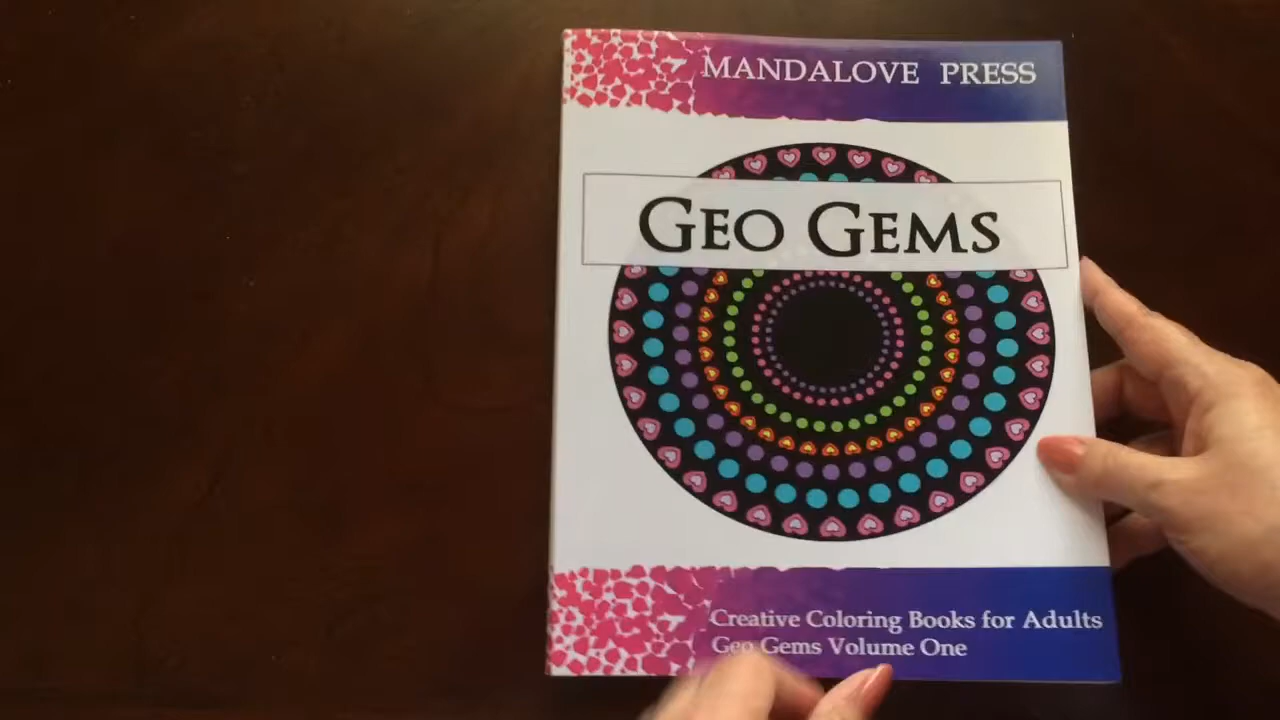 MANDALOVE PRESS
GEO GEMS
Creative Coloring Books for Adults
Geo Gems Volume One